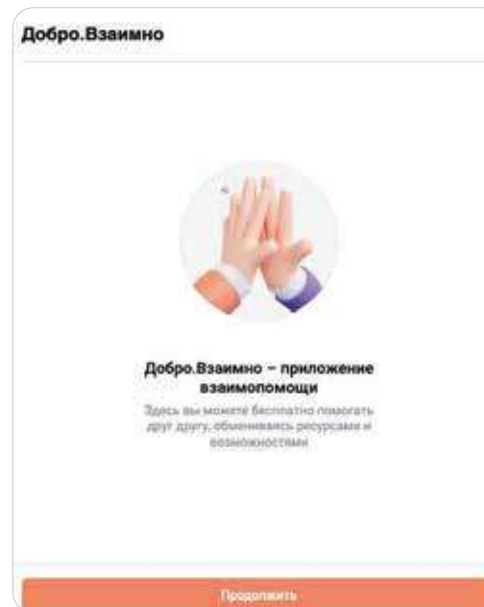 Добро.Взаимно
Добро.Взаимно – приложение
взаимопомощи
Здесь вы можете бесплатно помогать
друг другу, обмениваясь ресурсами и
возможностями
Продолжить